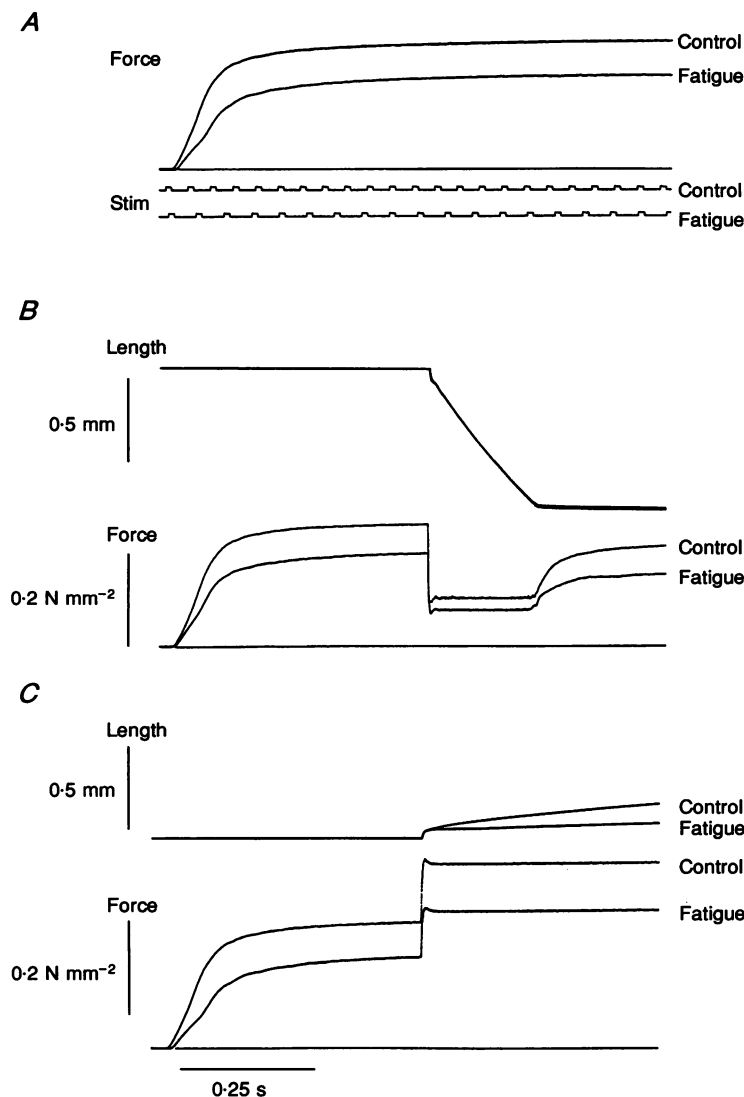 A
Force
Control
Fatigue
Stim
Control
Fatigue
B
Length
0·5 mm
Force
0·2 N mm⁻²
Control
Fatigue
C
Length
0·5 mm
Control
Fatigue
Control
Force
Fatigue
0·2 N mm⁻²
0·25 s